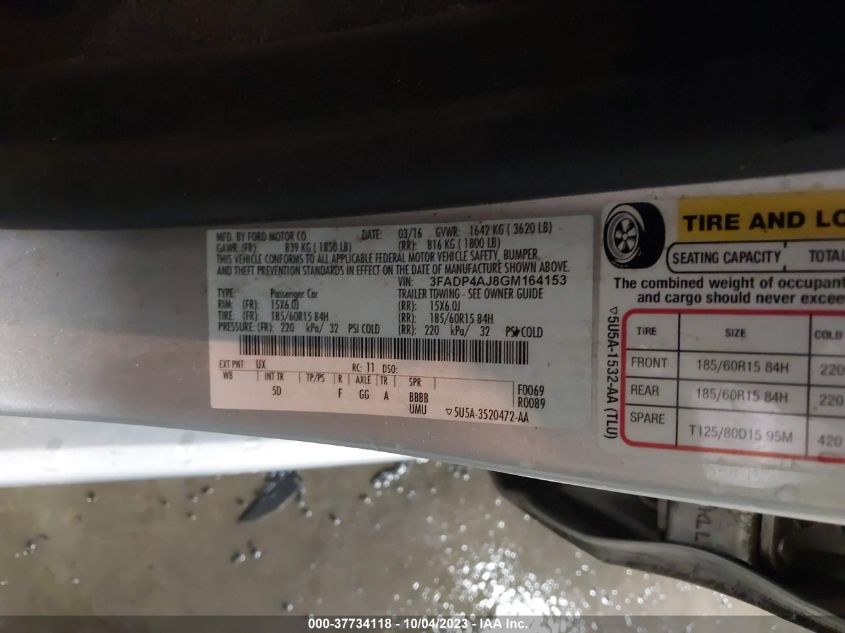 MFD. BY FORD MOTOR CO. DATE: 03/16 GVWR: 1642 KG ( 3620 LB)
GAWR (FR): 839 KG ( 1850 LB) (RR): 816 KG ( 1800 LB)
THIS VEHICLE CONFORMS TO ALL APPLICABLE FEDERAL MOTOR VEHICLE SAFETY, BUMPER,
AND THEFT PREVENTION STANDARDS IN EFFECT ON THE DATE OF MANUFACTURE SHOWN ABOVE.
VIN: 3FADP4AJ8GM164153
TYPE: Passenger Car TRAILER TOWING - SEE OWNER GUIDE
RIM: (FR): 15X6.0J (RR): 15X6.0J
TIRE: (FR): 185/60R15 84H (RR): 185/60R15 84H
PRESSURE: (FR): 220 kPa/ 32 PSI COLD (RR): 220 kPa/ 32 PSI COLD
EXT PNT: UX RC: 11 DSO:
WB INT TR TP/PS R AXLE TR SPR
5D F GG A BBBB F0069
UMU R0089
▽5U5A-3520472-AA
TIRE AND LO
SEATING CAPACITY TOTAL
The combined weight of occupant
and cargo should never excee
TIRE SIZE COLD
FRONT 185/60R15 84H 220
REAR 185/60R15 84H 220
SPARE T125/80D15 95M 420
▽5U5A-1532-AA (TLU)
000-37734118 - 10/04/2023 - IAA Inc.